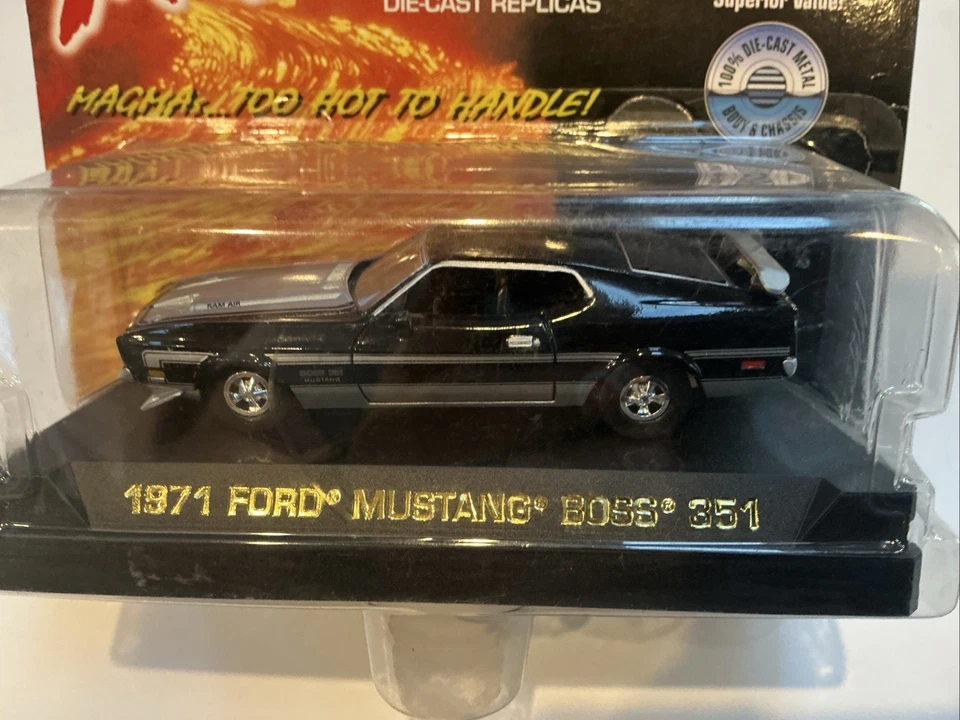 DIE-CAST REPLICAS
Superior Value!
100% DIE-CAST METAL
BODY & CHASSIS
MAGMAs...TOO HOT TO HANDLE!
RAM AIR
BOSS 351
MUSTANG
1971 FORD® MUSTANG® BOSS® 351